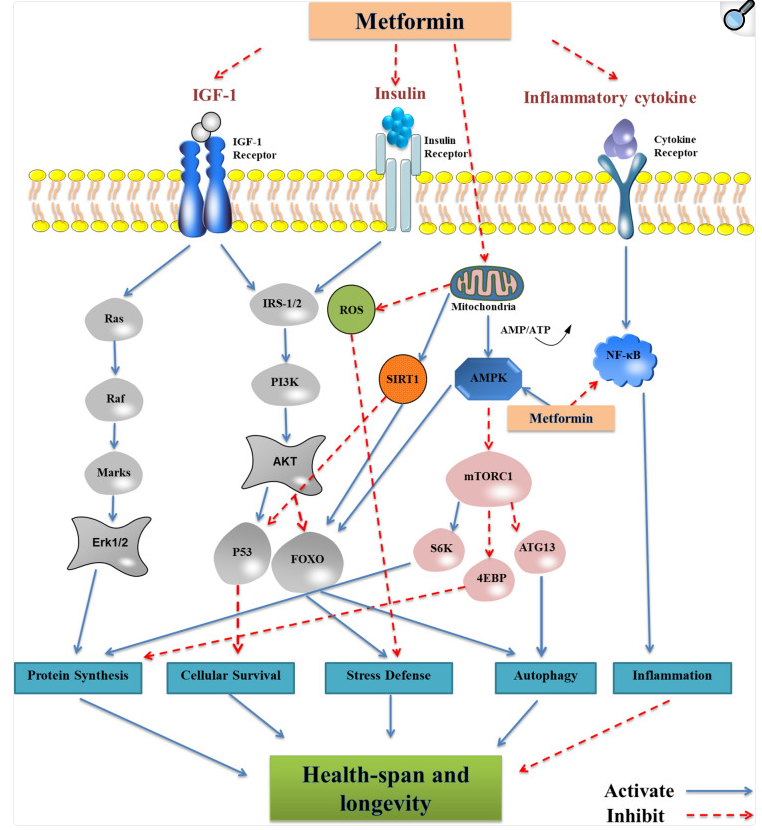 Metformin
IGF-1
Insulin
Inflammatory cytokine
IGF-1
Receptor
Insulin
Receptor
Cytokine
Receptor
IRS-1/2
ROS
Mitochondria
Ras
AMP/ATP
NF-κB
PI3K
SIRT1
AMPK
Raf
Metformin
AKT
Marks
mTORC1
Erk1/2
P53
FOXO
S6K
ATG13
4EBP
Protein Synthesis
Cellular Survival
Stress Defense
Autophagy
Inflammation
Health-span and
longevity
Activate
Inhibit